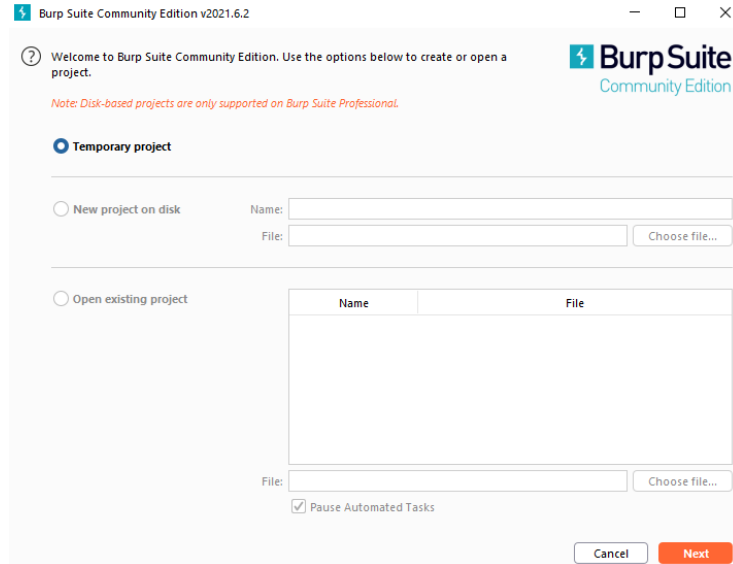 Burp Suite Community Edition v2021.6.2
Welcome to Burp Suite Community Edition. Use the options below to create or open a
project.
Burp Suite
Community Edition
Note: Disk-based projects are only supported on Burp Suite Professional.
Temporary project
New project on disk
Name:
File:
Choose file...
Open existing project
Name
File
File:
Choose file...
Pause Automated Tasks
Cancel
Next